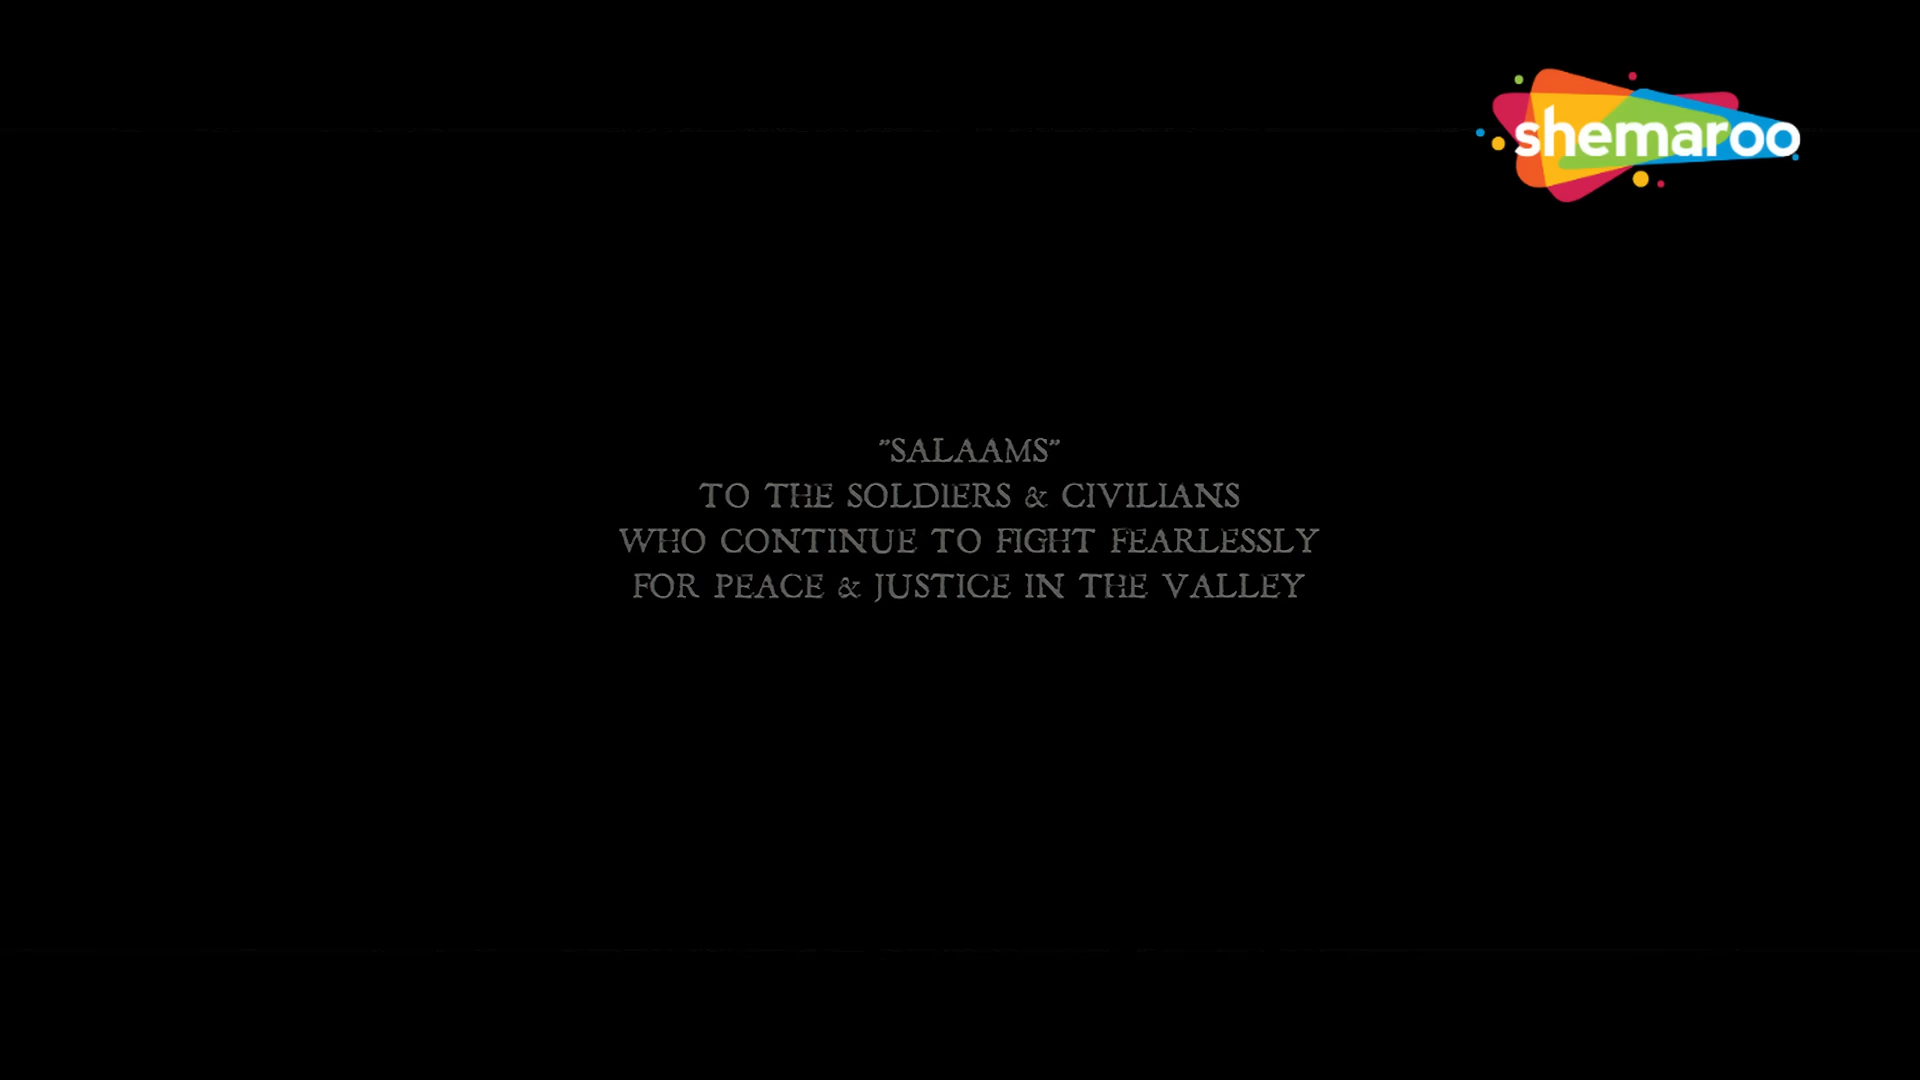 shemaroo
"SALAAMS"
TO THE SOLDIERS & CIVILIANS
WHO CONTINUE TO FIGHT FEARLESSLY
FOR PEACE & JUSTICE IN THE VALLEY